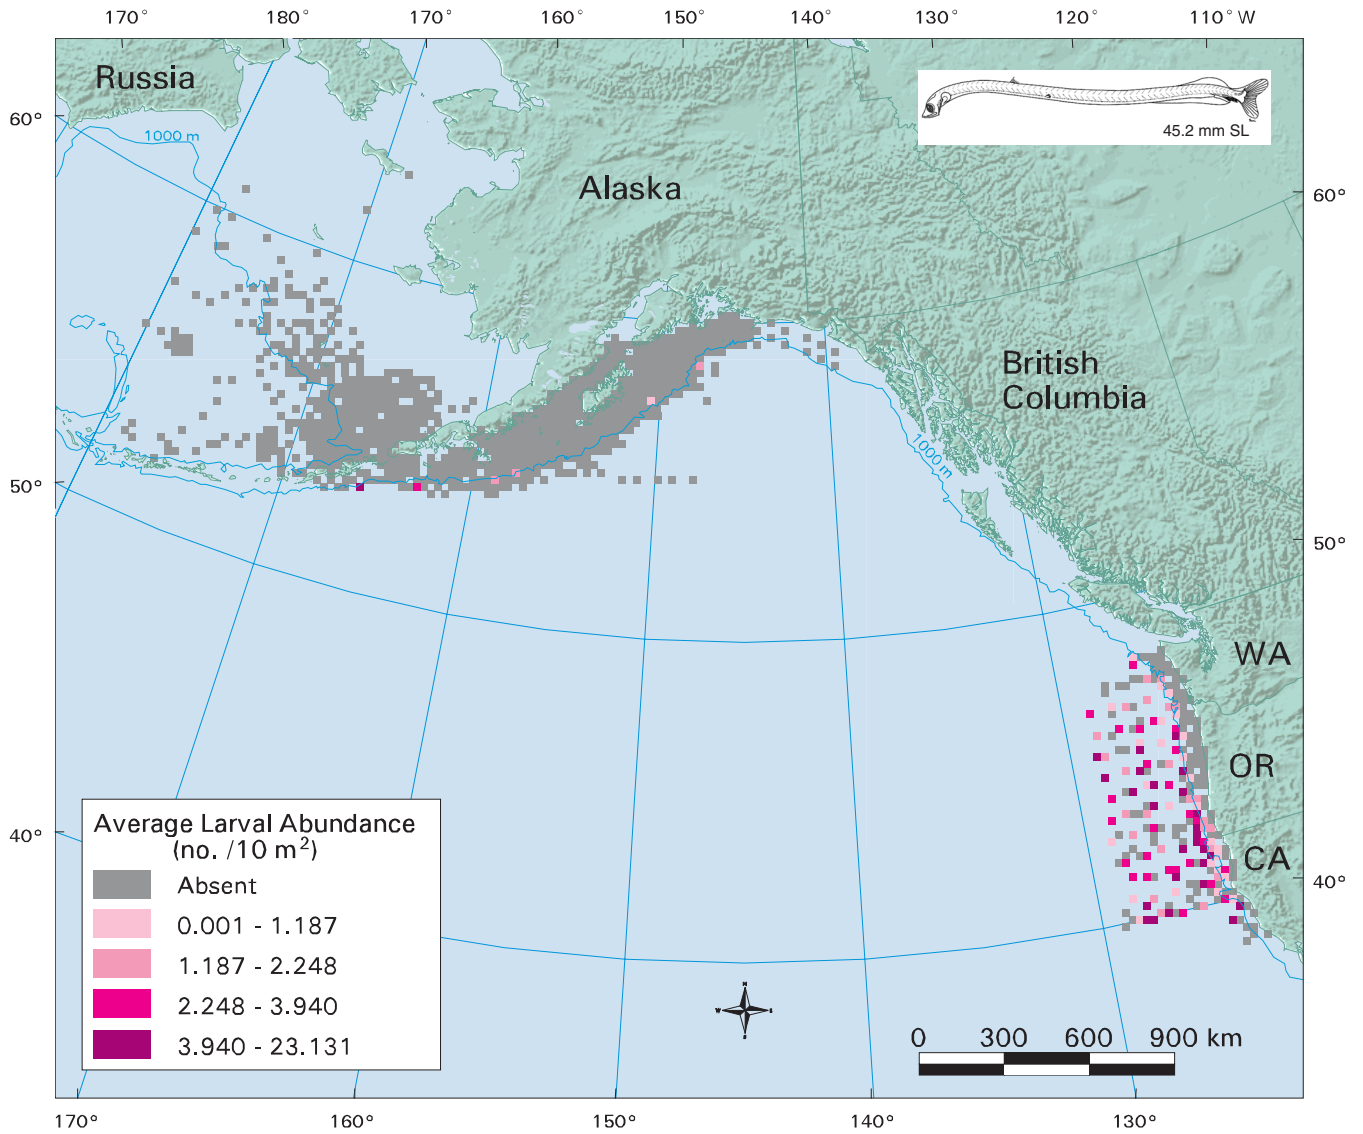 170° 180° 170° 160° 150° 140° 130° 120° 110° W
Russia
60°
1000 m
45.2 mm SL
Alaska
60°
British
Columbia
1000 m
50°
50°
WA
OR
CA
40°
40°
Average Larval Abundance
(no. /10 m²)
Absent
0.001 - 1.187
1.187 - 2.248
2.248 - 3.940
3.940 - 23.131
N
W
S
0 300 600 900 km
170° 160° 150° 140° 130°